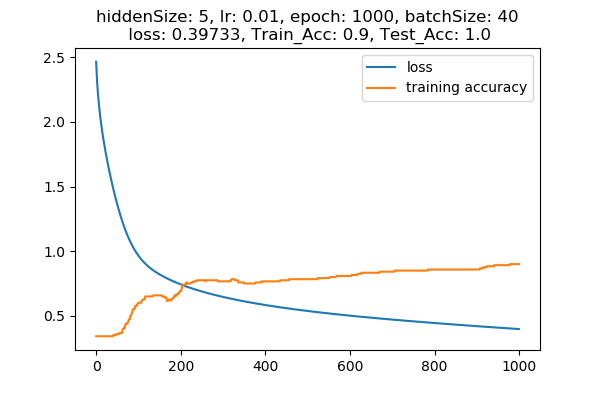 hiddenSize: 5, lr: 0.01, epoch: 1000, batchSize: 40
loss: 0.39733, Train_Acc: 0.9, Test_Acc: 1.0
loss
training accuracy
2.5
2.0
1.5
1.0
0.5
0 200 400 600 800 1000